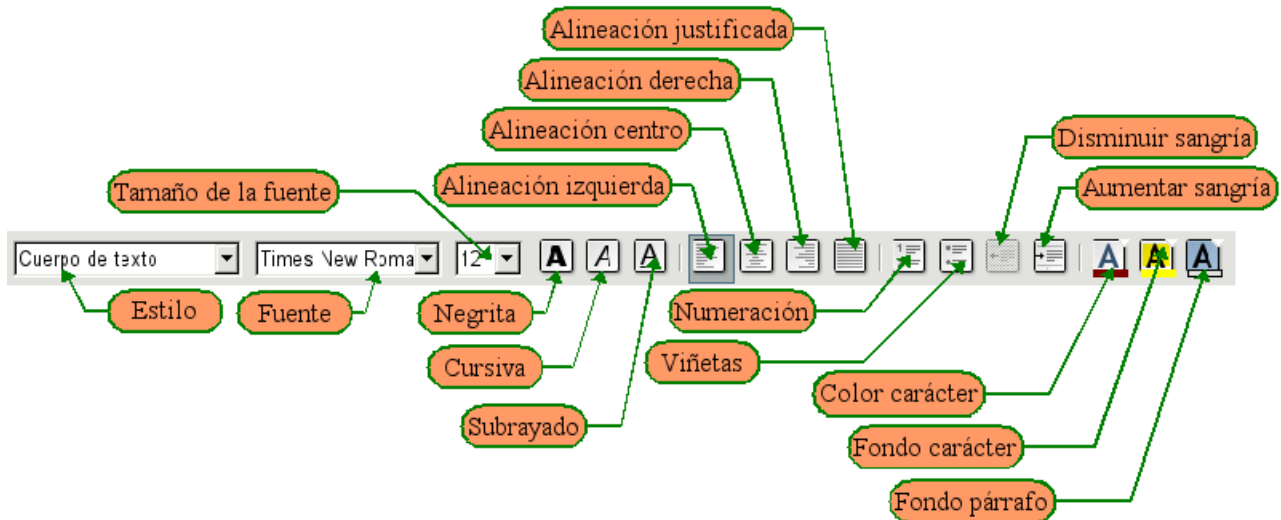 Alineación justificada
Alineación derecha
Alineación centro
Disminuir sangría
Alineación izquierda
Aumentar sangría
Tamaño de la fuente
Cuerpo de texto
Times New Roma
12
A
A
A
A
A
A
Estilo
Fuente
Negrita
Numeración
Cursiva
Viñetas
Color carácter
Subrayado
Fondo carácter
Fondo párrafo